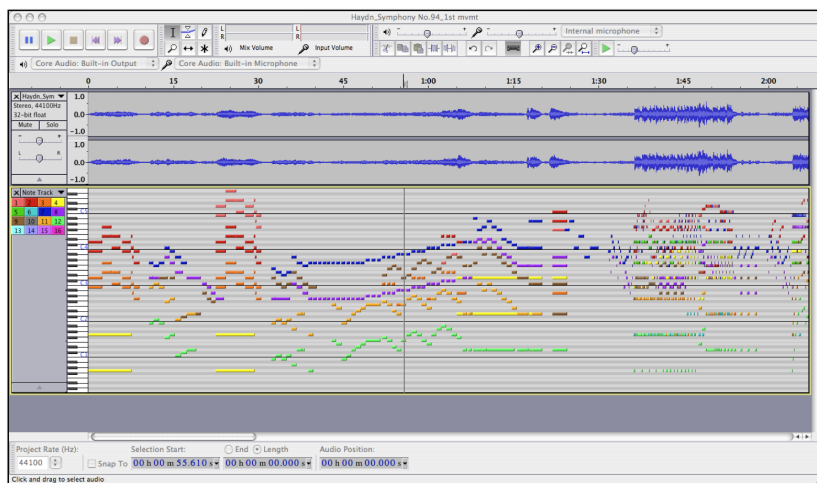 Haydn_Symphony No.94_1st mvmt
L
R
L
R
Mix Volume
Input Volume
Internal microphone
Core Audio: Built-in Output
Core Audio: Built-in Microphone
0 15 30 45 1:00 1:15 1:30 1:45 2:00
X Haydn_Sym
Stereo, 44100Hz
32-bit float
Mute Solo
- +
L R
1.0
0.0
-1.0
1.0
0.0
-1.0
X Note Track
1 2 3 4
5 6 7 8
9 10 11 12
13 14 15 16
Project Rate (Hz):
44100
Snap To
Selection Start:
End Length
Audio Position:
00 h 00 m 55.610 s
00 h 00 m 00.000 s
00 h 00 m 00.000 s
Click and drag to select audio